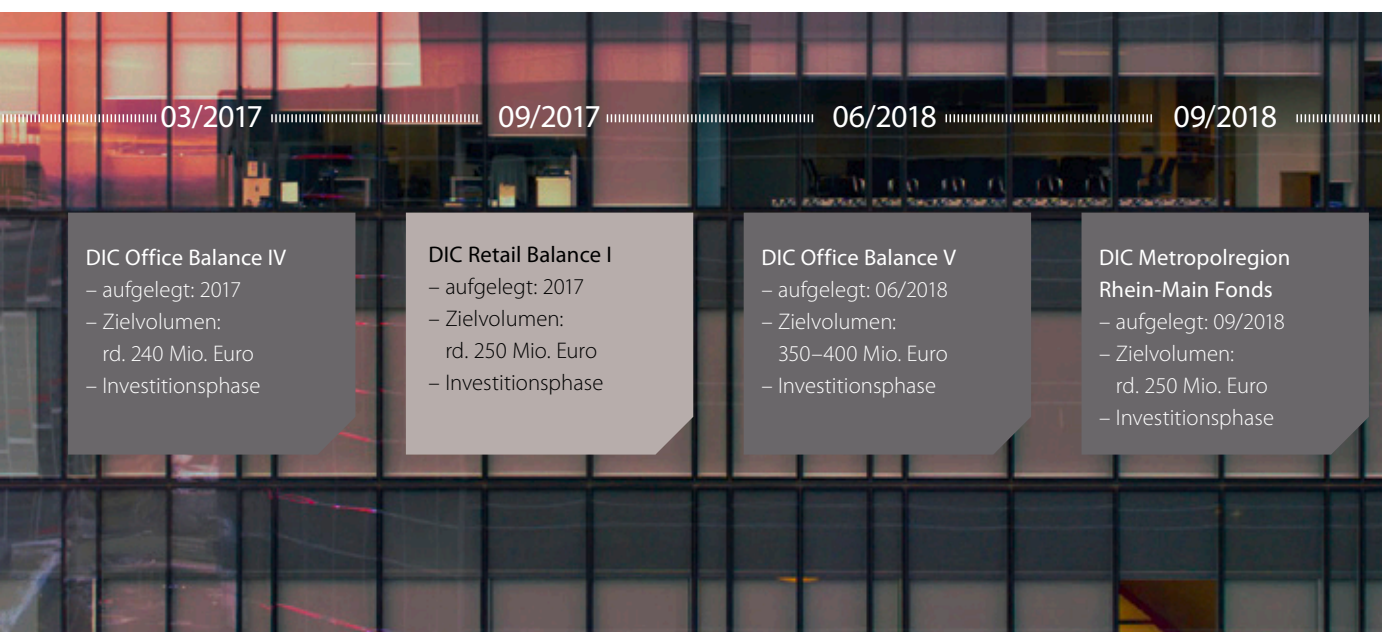 03/2017
09/2017
06/2018
09/2018
DIC Office Balance IV
– aufgelegt: 2017
– Zielvolumen:
rd. 240 Mio. Euro
– Investitionsphase
DIC Retail Balance I
– aufgelegt: 2017
– Zielvolumen:
rd. 250 Mio. Euro
– Investitionsphase
DIC Office Balance V
– aufgelegt: 06/2018
– Zielvolumen:
350–400 Mio. Euro
– Investitionsphase
DIC Metropolregion
Rhein-Main Fonds
– aufgelegt: 09/2018
– Zielvolumen:
rd. 250 Mio. Euro
– Investitionsphase